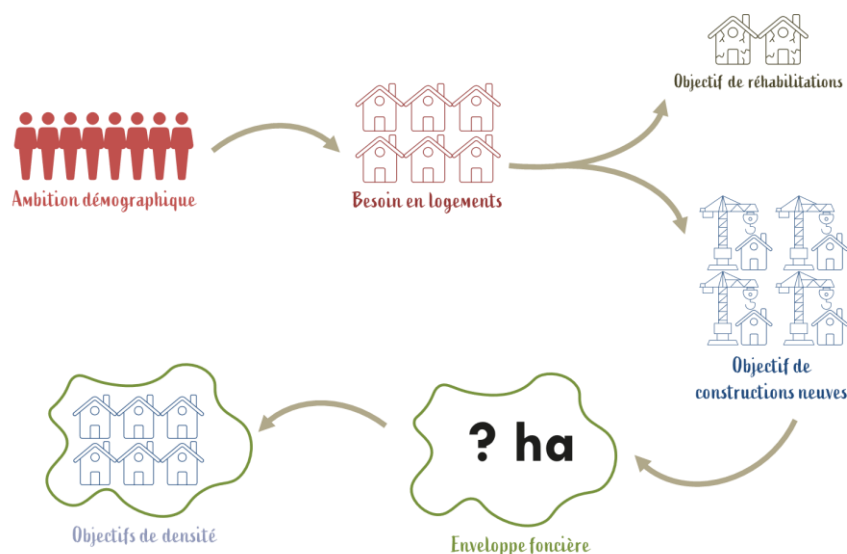 Ambition démographique
Besoin en logements
Objectif de réhabilitations
Objectif de
constructions neuves
? ha
Enveloppe foncière
Objectifs de densité